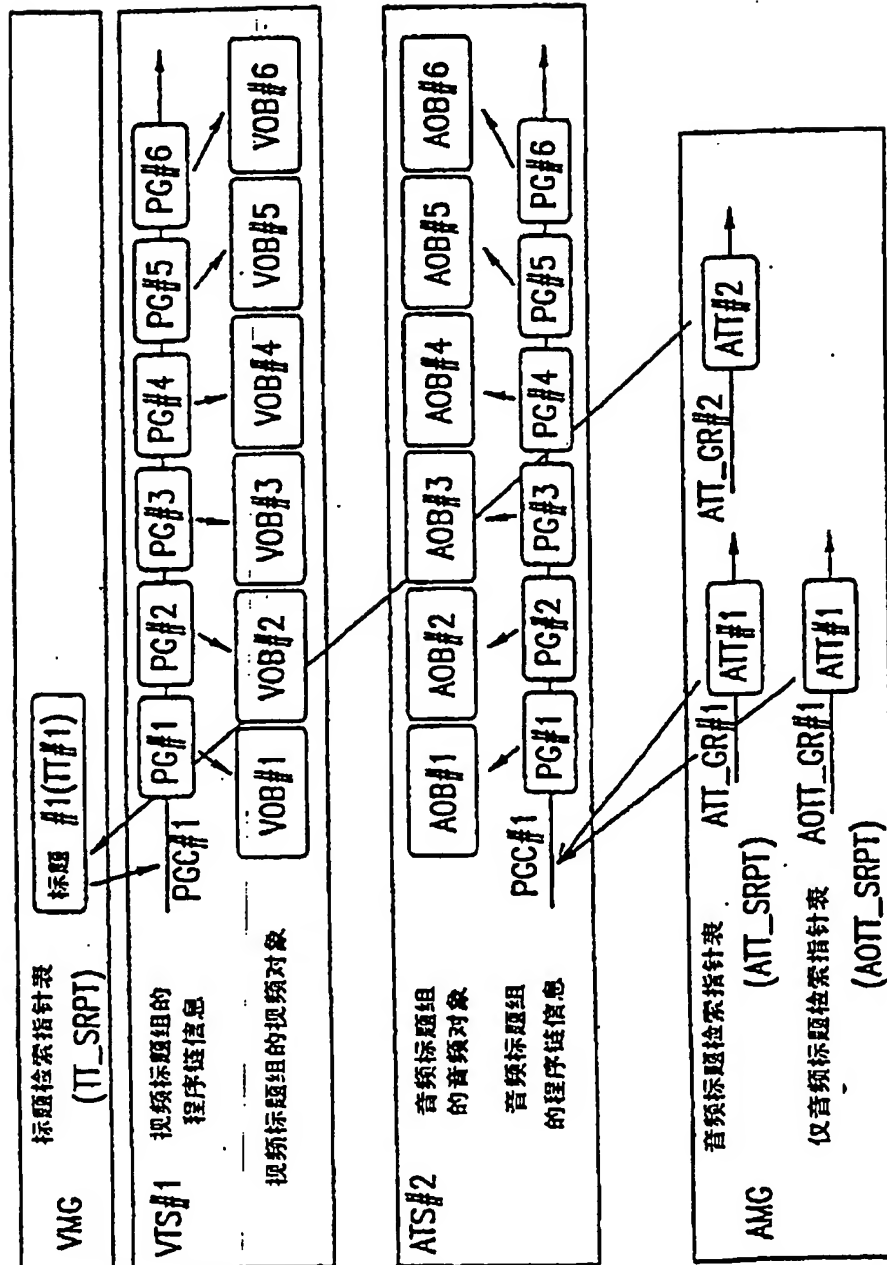 VMG
标题检索指针表
(TT_SRPT)
标题 #1(TT#1)
VTS#1
视频标题组的
程序链信息
PGC#1
PG#1
PG#2
PG#3
PG#4
PG#5
PG#6
视频标题组的视频对象
VOB#1
VOB#2
VOB#3
VOB#4
VOB#5
VOB#6
ATS#2
音频标题组
的音频对象
AOB#1
AOB#2
AOB#3
AOB#4
AOB#5
AOB#6
音频标题组
的程序链信息
PGC#1
PG#1
PG#2
PG#3
PG#4
PG#5
PG#6
AMG
音频标题检索指针表
(ATT_SRPT)
ATT_GR#1
ATT#1
ATT_GR#2
ATT#2
仅音频标题检索指针表
(AOTT_SRPT)
AOTT_GR#1
ATT#1